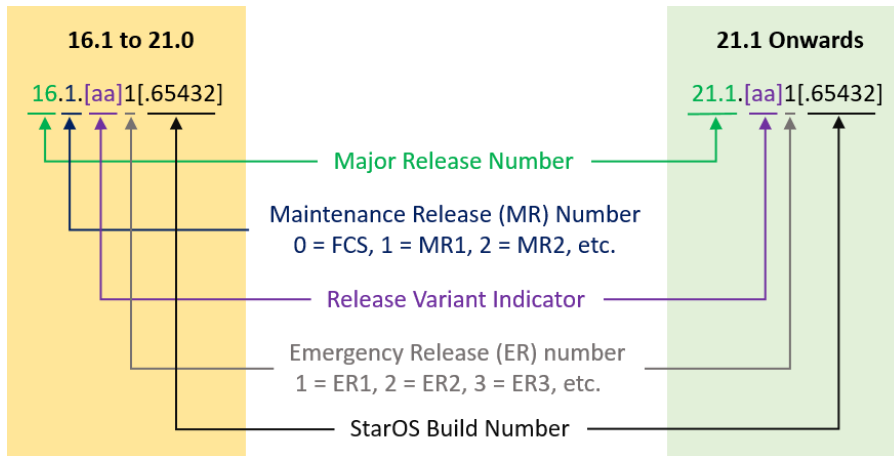 16.1 to 21.0
21.1 Onwards
16.1.[aa]1[.65432]
21.1.[aa]1[.65432]
Major Release Number
Maintenance Release (MR) Number
0 = FCS, 1 = MR1, 2 = MR2, etc.
Release Variant Indicator
Emergency Release (ER) number
1 = ER1, 2 = ER2, 3 = ER3, etc.
StarOS Build Number